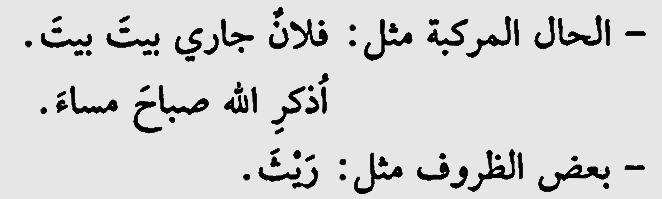 – الحال المركبة مثل: فلانٌ جاري بيتَ بيتَ.
أُذكرِ الله صباحَ مساءَ.
– بعض الظروف مثل: رَيْثَ.